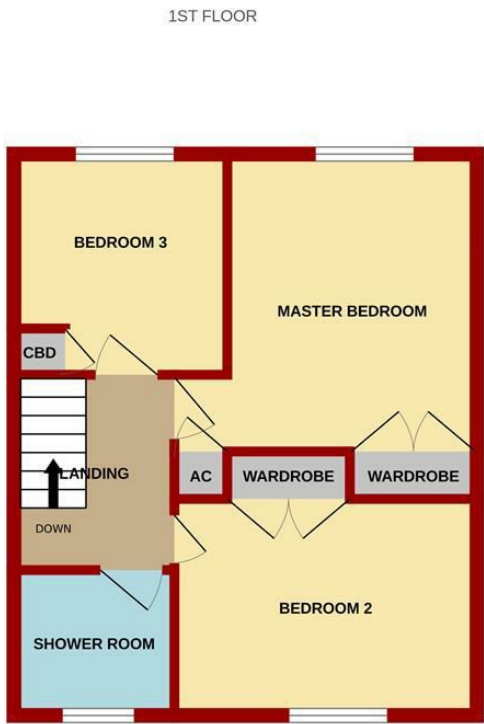 1ST FLOOR
BEDROOM 3
MASTER BEDROOM
CBD
LANDING
AC
WARDROBE
WARDROBE
DOWN
BEDROOM 2
SHOWER ROOM